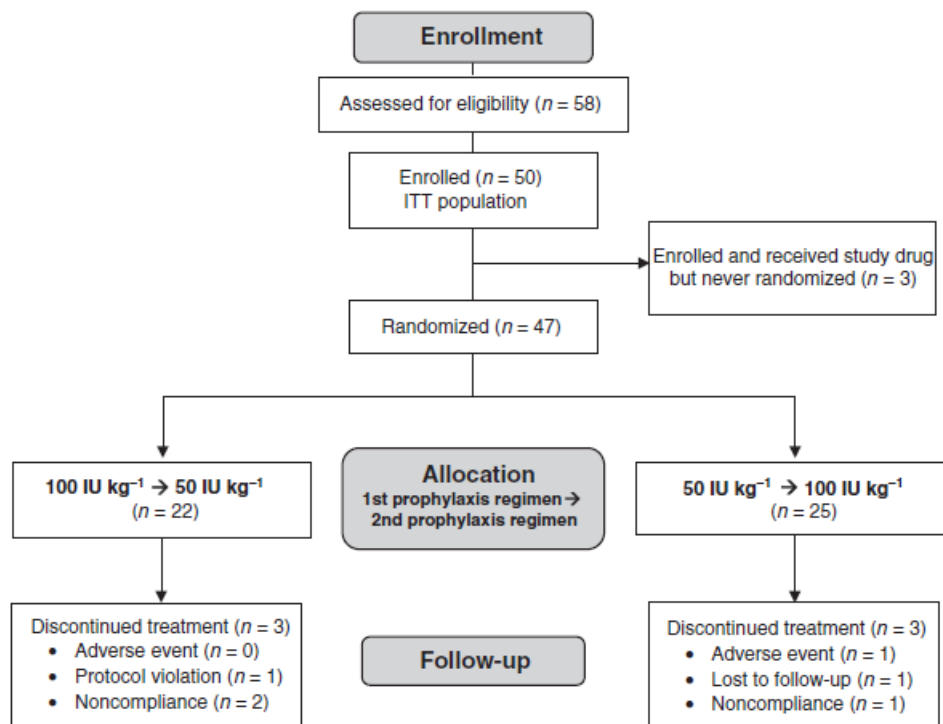 Enrollment
Assessed for eligibility (n = 58)
Enrolled (n = 50)
ITT population
Enrolled and received study drug
but never randomized (n = 3)
Randomized (n = 47)
100 IU kg⁻¹ → 50 IU kg⁻¹
(n = 22)
Allocation
1st prophylaxis regimen →
2nd prophylaxis regimen
50 IU kg⁻¹ → 100 IU kg⁻¹
(n = 25)
Discontinued treatment (n = 3)
• Adverse event (n = 0)
• Protocol violation (n = 1)
• Noncompliance (n = 2)
Follow-up
Discontinued treatment (n = 3)
• Adverse event (n = 1)
• Lost to follow-up (n = 1)
• Noncompliance (n = 1)